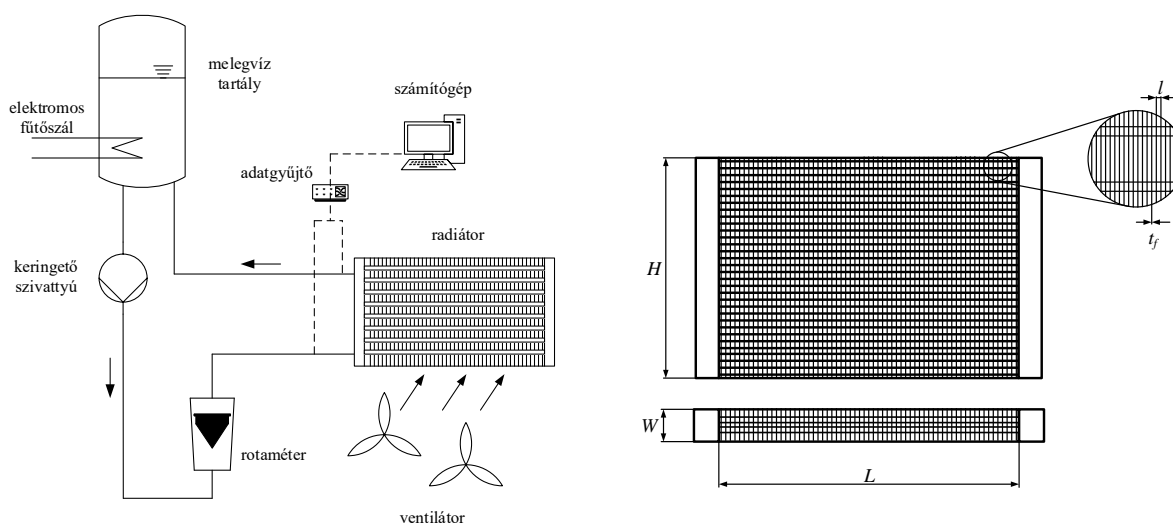 melegvíz
tartály
elektromos
fűtőszál
számítógép
adatgyűjtő
radiátor
keringető
szivattyú
rotaméter
ventilátor
l
t_f
H
W
L